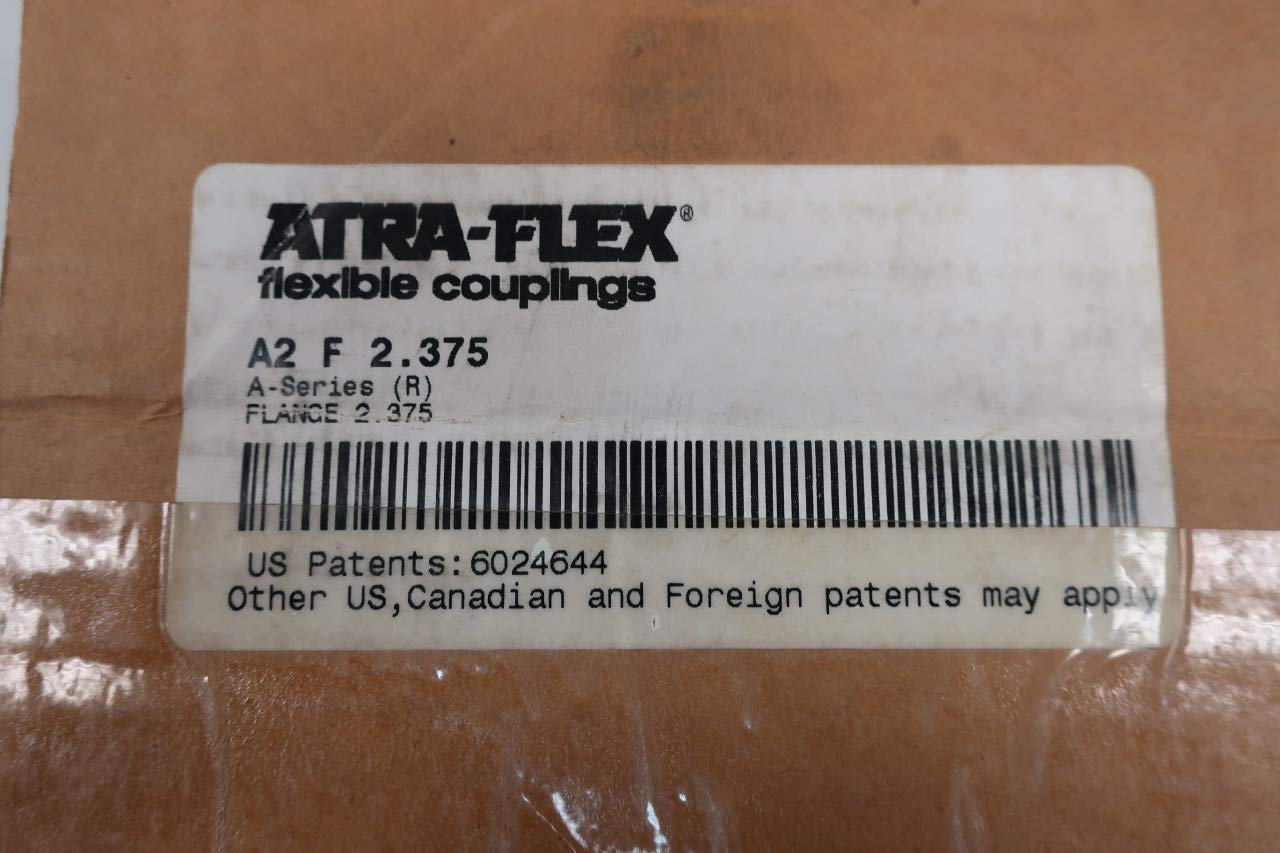 ATRA-FLEX®
flexible couplings
A2 F 2.375
A-Series (R)
FLANGE 2.375
US Patents:6024644
Other US,Canadian and Foreign patents may apply